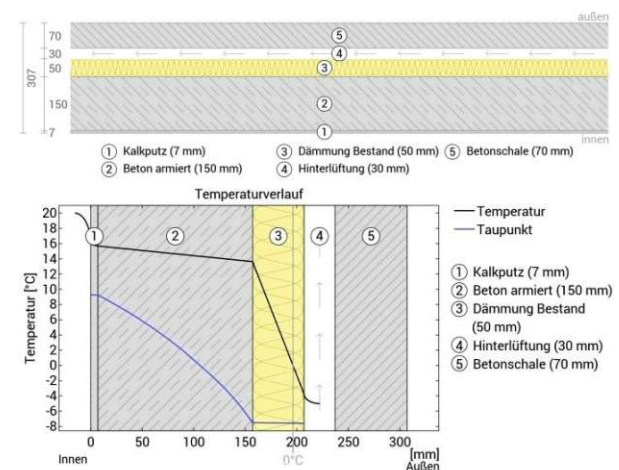 außen
70
5
30
4
50
3
307
150
2
7
1
innen
1 Kalkputz (7 mm)
3 Dämmung Bestand (50 mm)
5 Betonschale (70 mm)
2 Beton armiert (150 mm)
4 Hinterlüftung (30 mm)
Temperaturverlauf
Temperatur [°C]
20
18
16
14
12
10
8
6
4
2
0
-2
-4
-6
-8
1
2
3
4
5
0
50
100
150
200
250
300
[mm]
0°C
Innen
Außen
Temperatur
Taupunkt
1 Kalkputz (7 mm)
2 Beton armiert (150 mm)
3 Dämmung Bestand
(50 mm)
4 Hinterlüftung (30 mm)
5 Betonschale (70 mm)